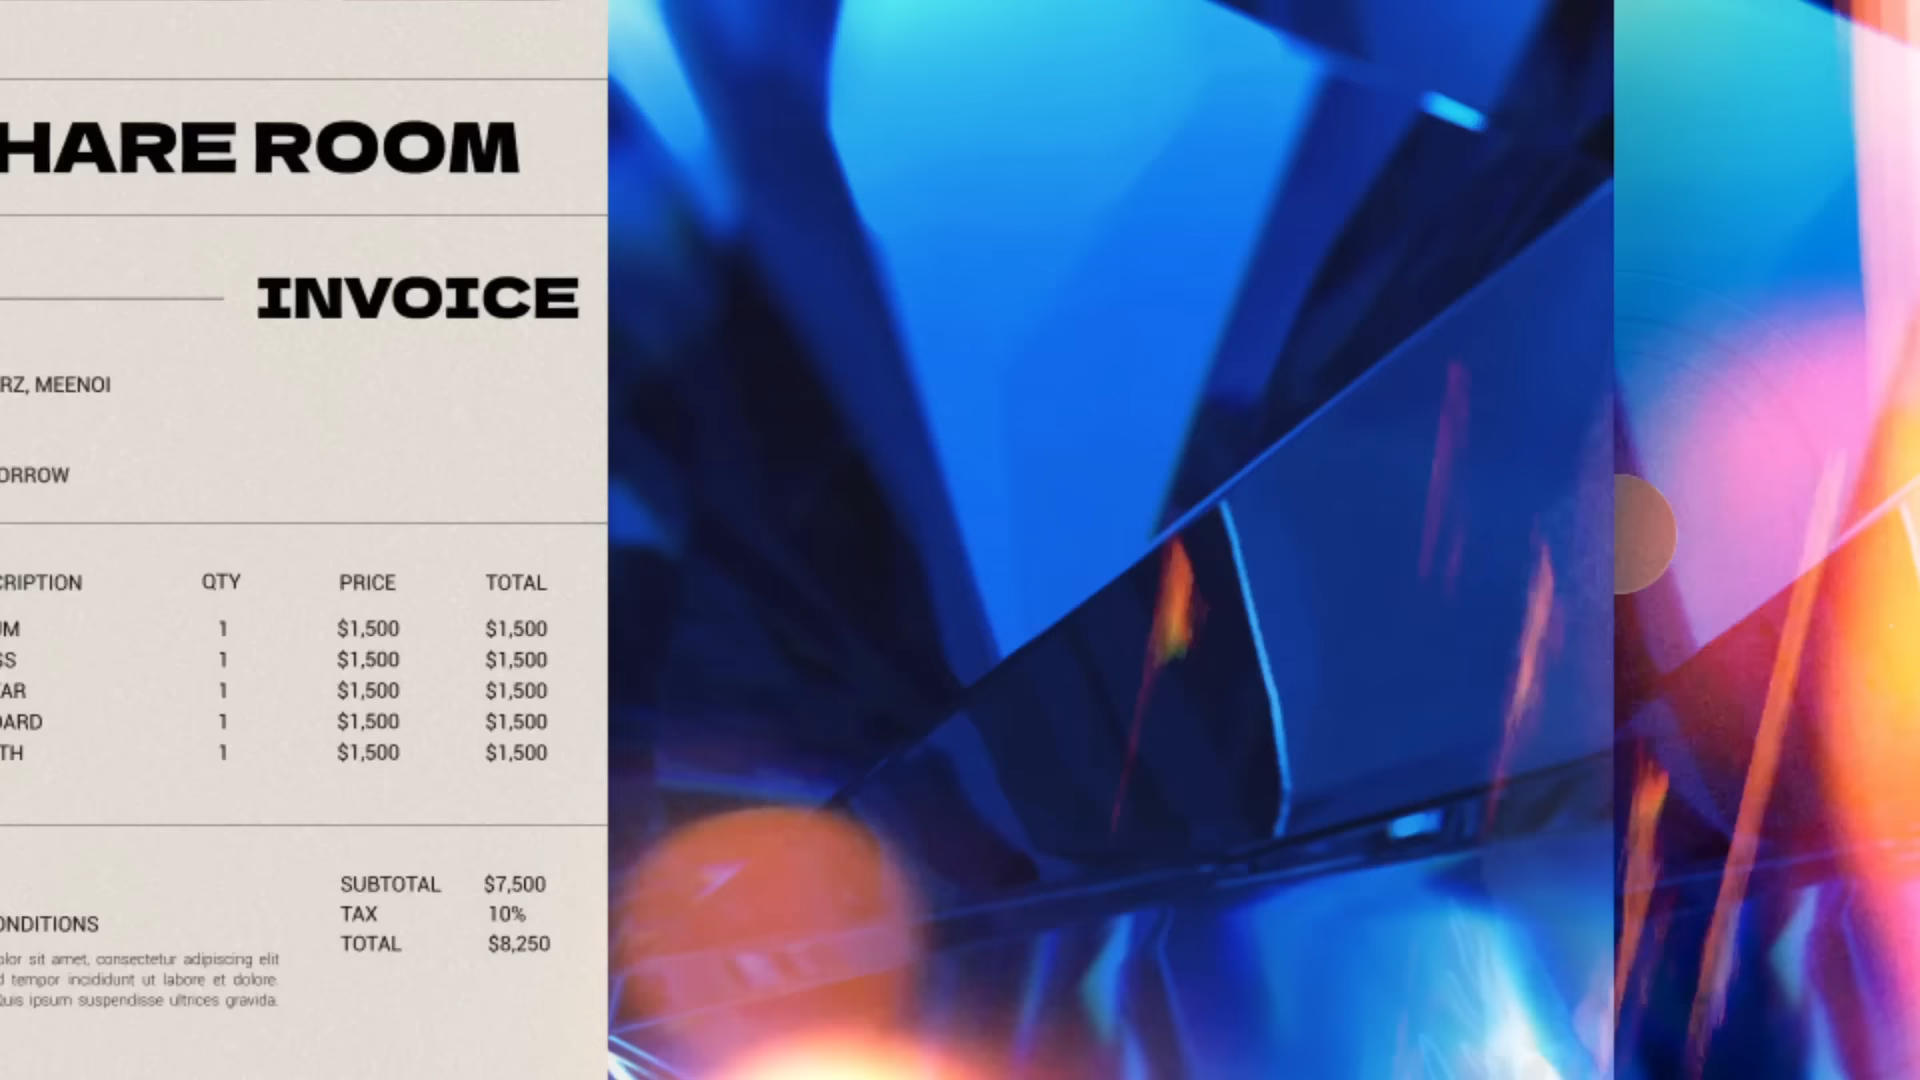 HARE ROOM
INVOICE
RZ, MEENOI
ORROW
CRIPTION QTY PRICE TOTAL
UM 1 $1,500 $1,500
SS 1 $1,500 $1,500
AR 1 $1,500 $1,500
OARD 1 $1,500 $1,500
TH 1 $1,500 $1,500
SUBTOTAL $7,500
TAX 10%
TOTAL $8,250
ONDITIONS
olor sit amet, consectetur adipiscing elit
d tempor incididunt ut labore et dolore.
Quis ipsum suspendisse ultrices gravida.